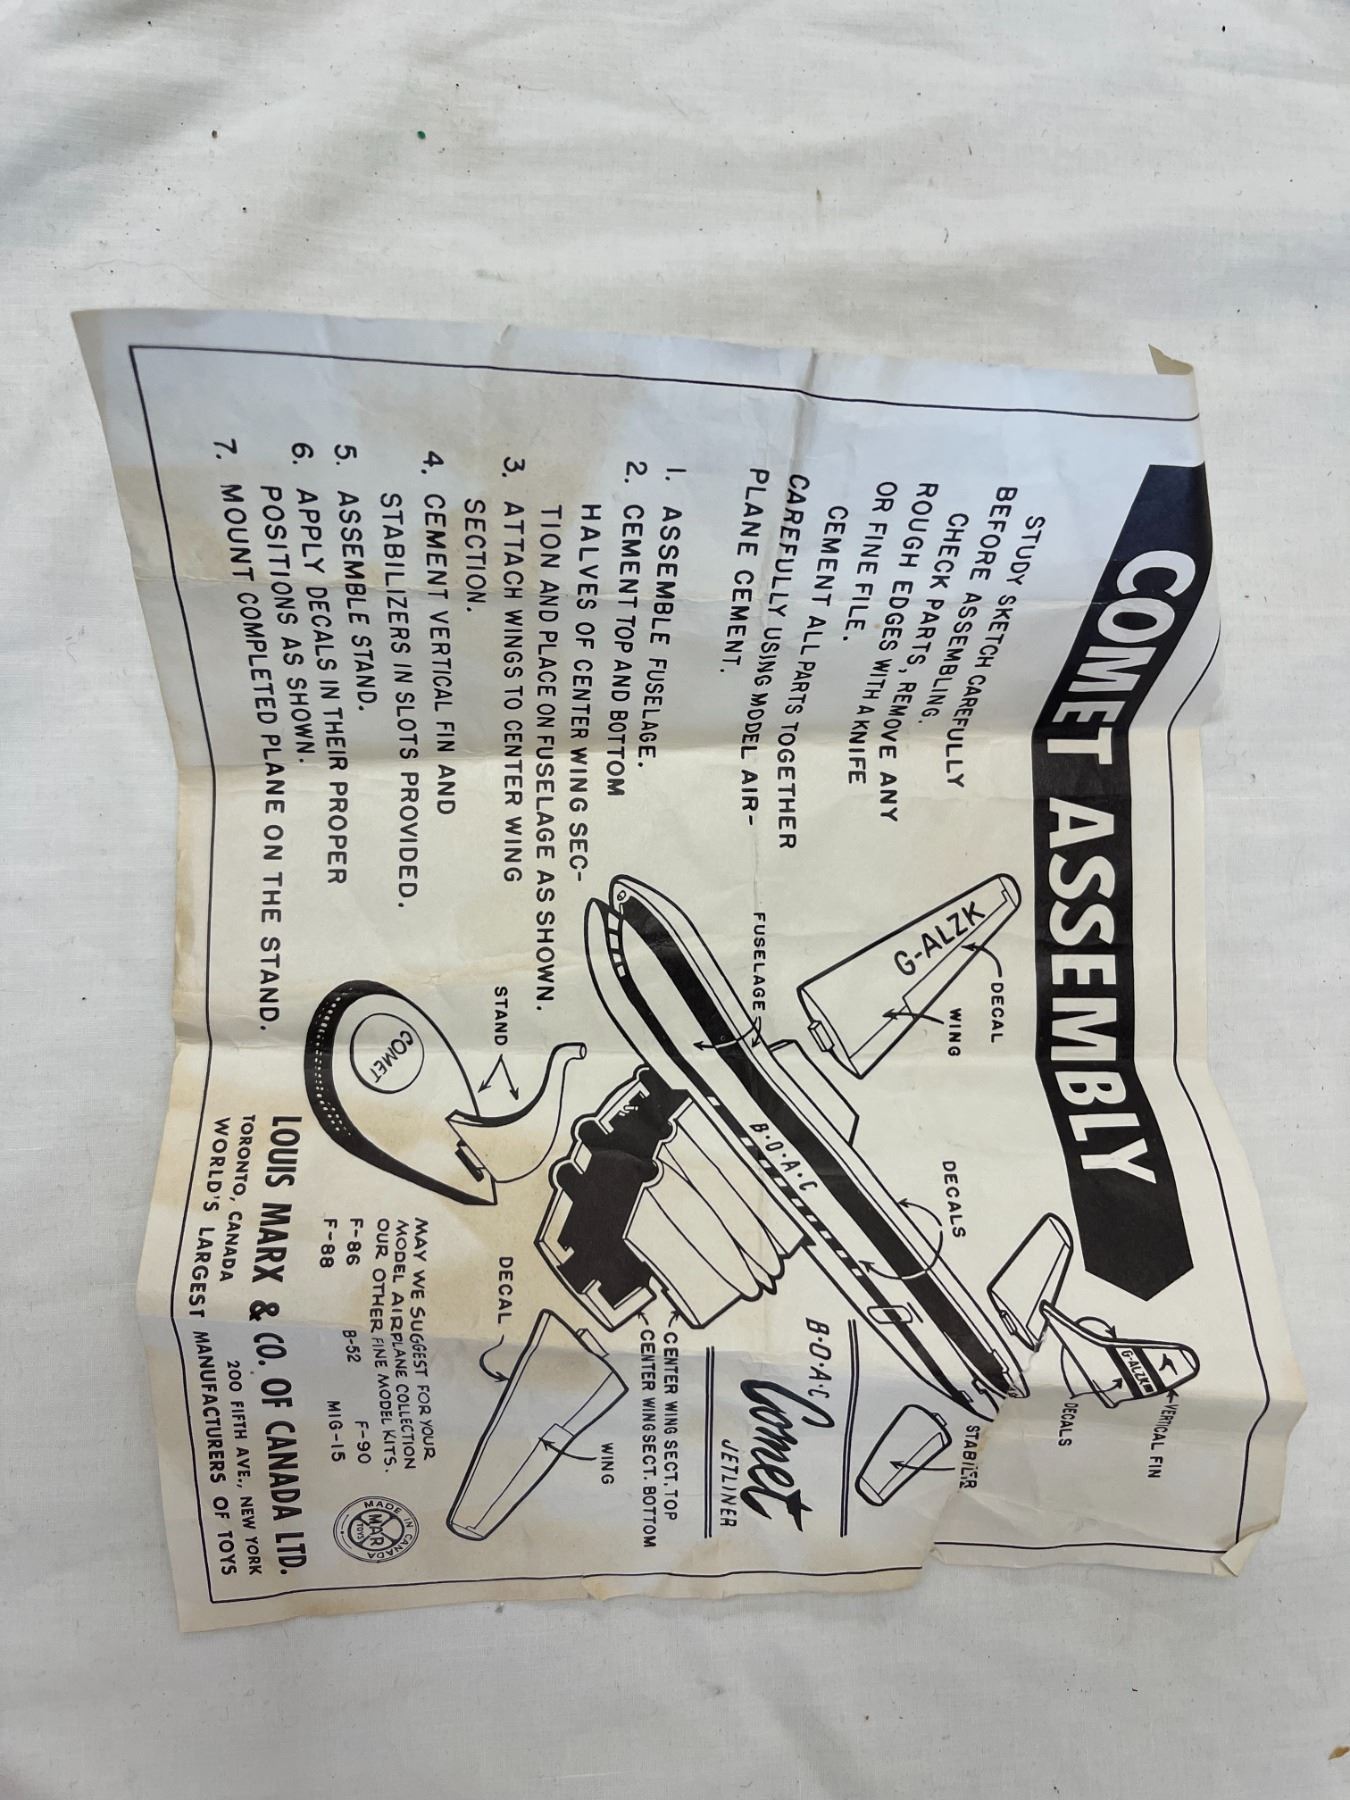 COMET ASSEMBLY
STUDY SKETCH CAREFULLY
BEFORE ASSEMBLING.
CHECK PARTS, REMOVE ANY
ROUGH EDGES WITH A KNIFE
OR FINE FILE.
CEMENT ALL PARTS TOGETHER
CAREFULLY USING MODEL AIR-
PLANE CEMENT.
1. ASSEMBLE FUSELAGE.
2. CEMENT TOP AND BOTTOM
HALVES OF CENTER WING SEC-
TION AND PLACE ON FUSELAGE AS SHOWN.
3. ATTACH WINGS TO CENTER WING
SECTION.
4. CEMENT VERTICAL FIN AND
STABILIZERS IN SLOTS PROVIDED.
5. ASSEMBLE STAND.
6. APPLY DECALS IN THEIR PROPER
POSITIONS AS SHOWN.
7. MOUNT COMPLETED PLANE ON THE STAND.
DECAL
WING
G-ALZK
FUSELAGE
B·O·A·C
DECALS
VERTICAL FIN
G-ALZK
DECALS
B·O·A·C
Comet
JETLINER
CENTER WING SECT. TOP
CENTER WING SECT. BOTTOM
WING
DECAL
STAND
COMET
MAY WE SUGGEST FOR YOUR
MODEL AIRPLANE COLLECTION
OUR OTHER FINE MODEL KITS.
F-86 B-52 F-90
F-88 MIG-15
MADE IN CANADA
MAR
TOYS
LOUIS MARX & CO. OF CANADA LTD.
TORONTO, CANADA 200 FIFTH AVE., NEW YORK
WORLD'S LARGEST MANUFACTURERS OF TOYS